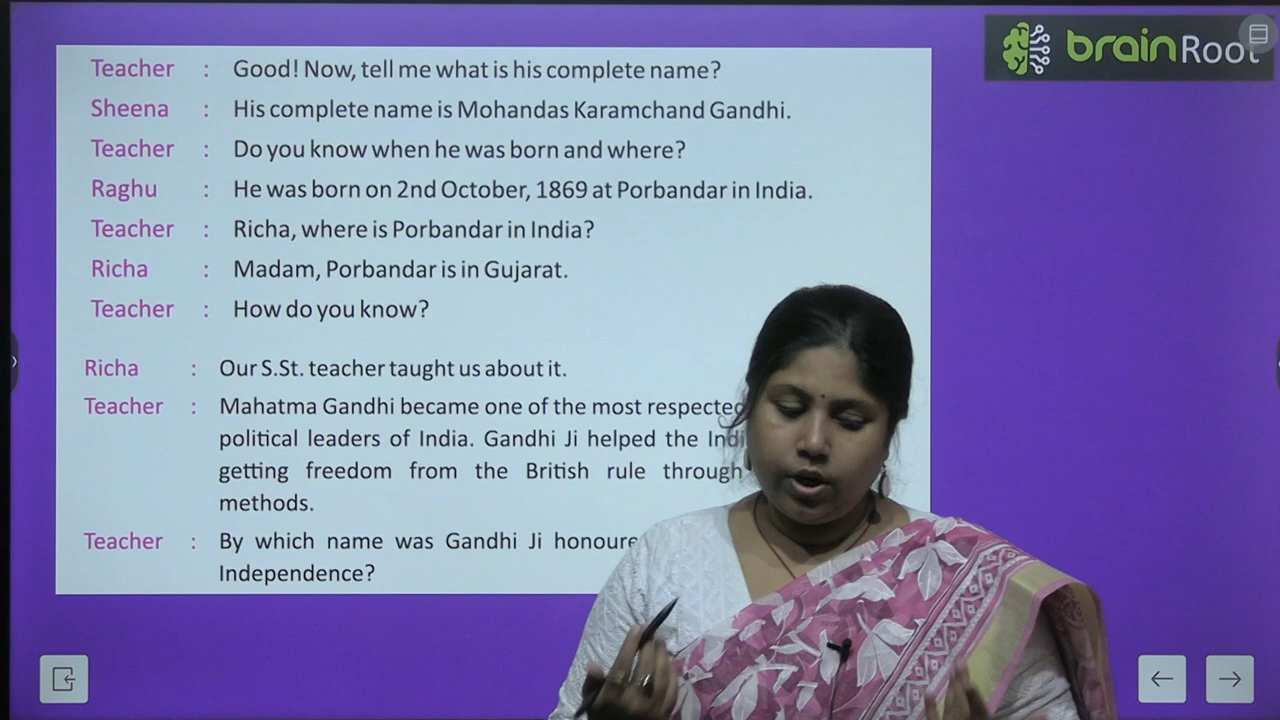 brainRoot
Teacher : Good! Now, tell me what is his complete name?
Sheena : His complete name is Mohandas Karamchand Gandhi.
Teacher : Do you know when he was born and where?
Raghu : He was born on 2nd October, 1869 at Porbandar in India.
Teacher : Richa, where is Porbandar in India?
Richa : Madam, Porbandar is in Gujarat.
Teacher : How do you know?
Richa : Our S.St. teacher taught us about it.
Teacher : Mahatma Gandhi became one of the most respected
political leaders of India. Gandhi Ji helped the
getting freedom from the British rule through
methods.
Teacher : By which name was Gandhi Ji
Independence?